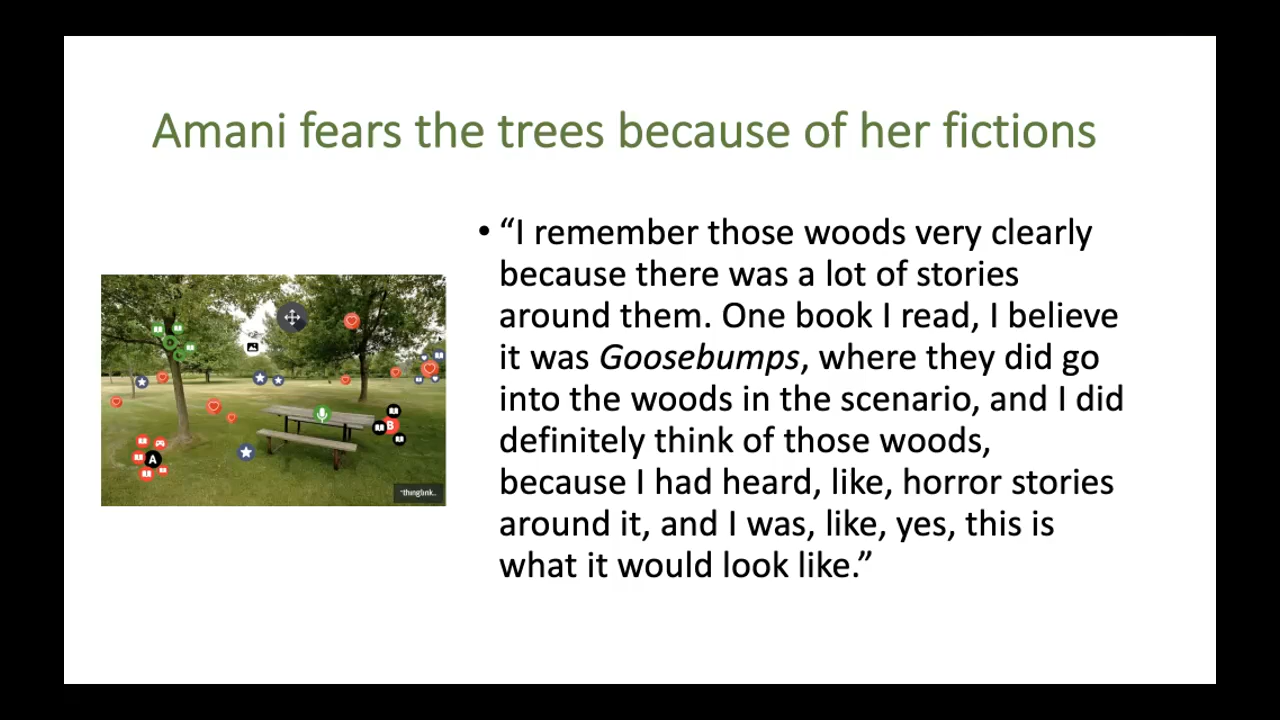 Amani fears the trees because of her fictions
• “I remember those woods very clearly
because there was a lot of stories
around them. One book I read, I believe
it was Goosebumps, where they did go
into the woods in the scenario, and I did
definitely think of those woods,
because I had heard, like, horror stories
around it, and I was, like, yes, this is
what it would look like.”
B
A
thinglink..